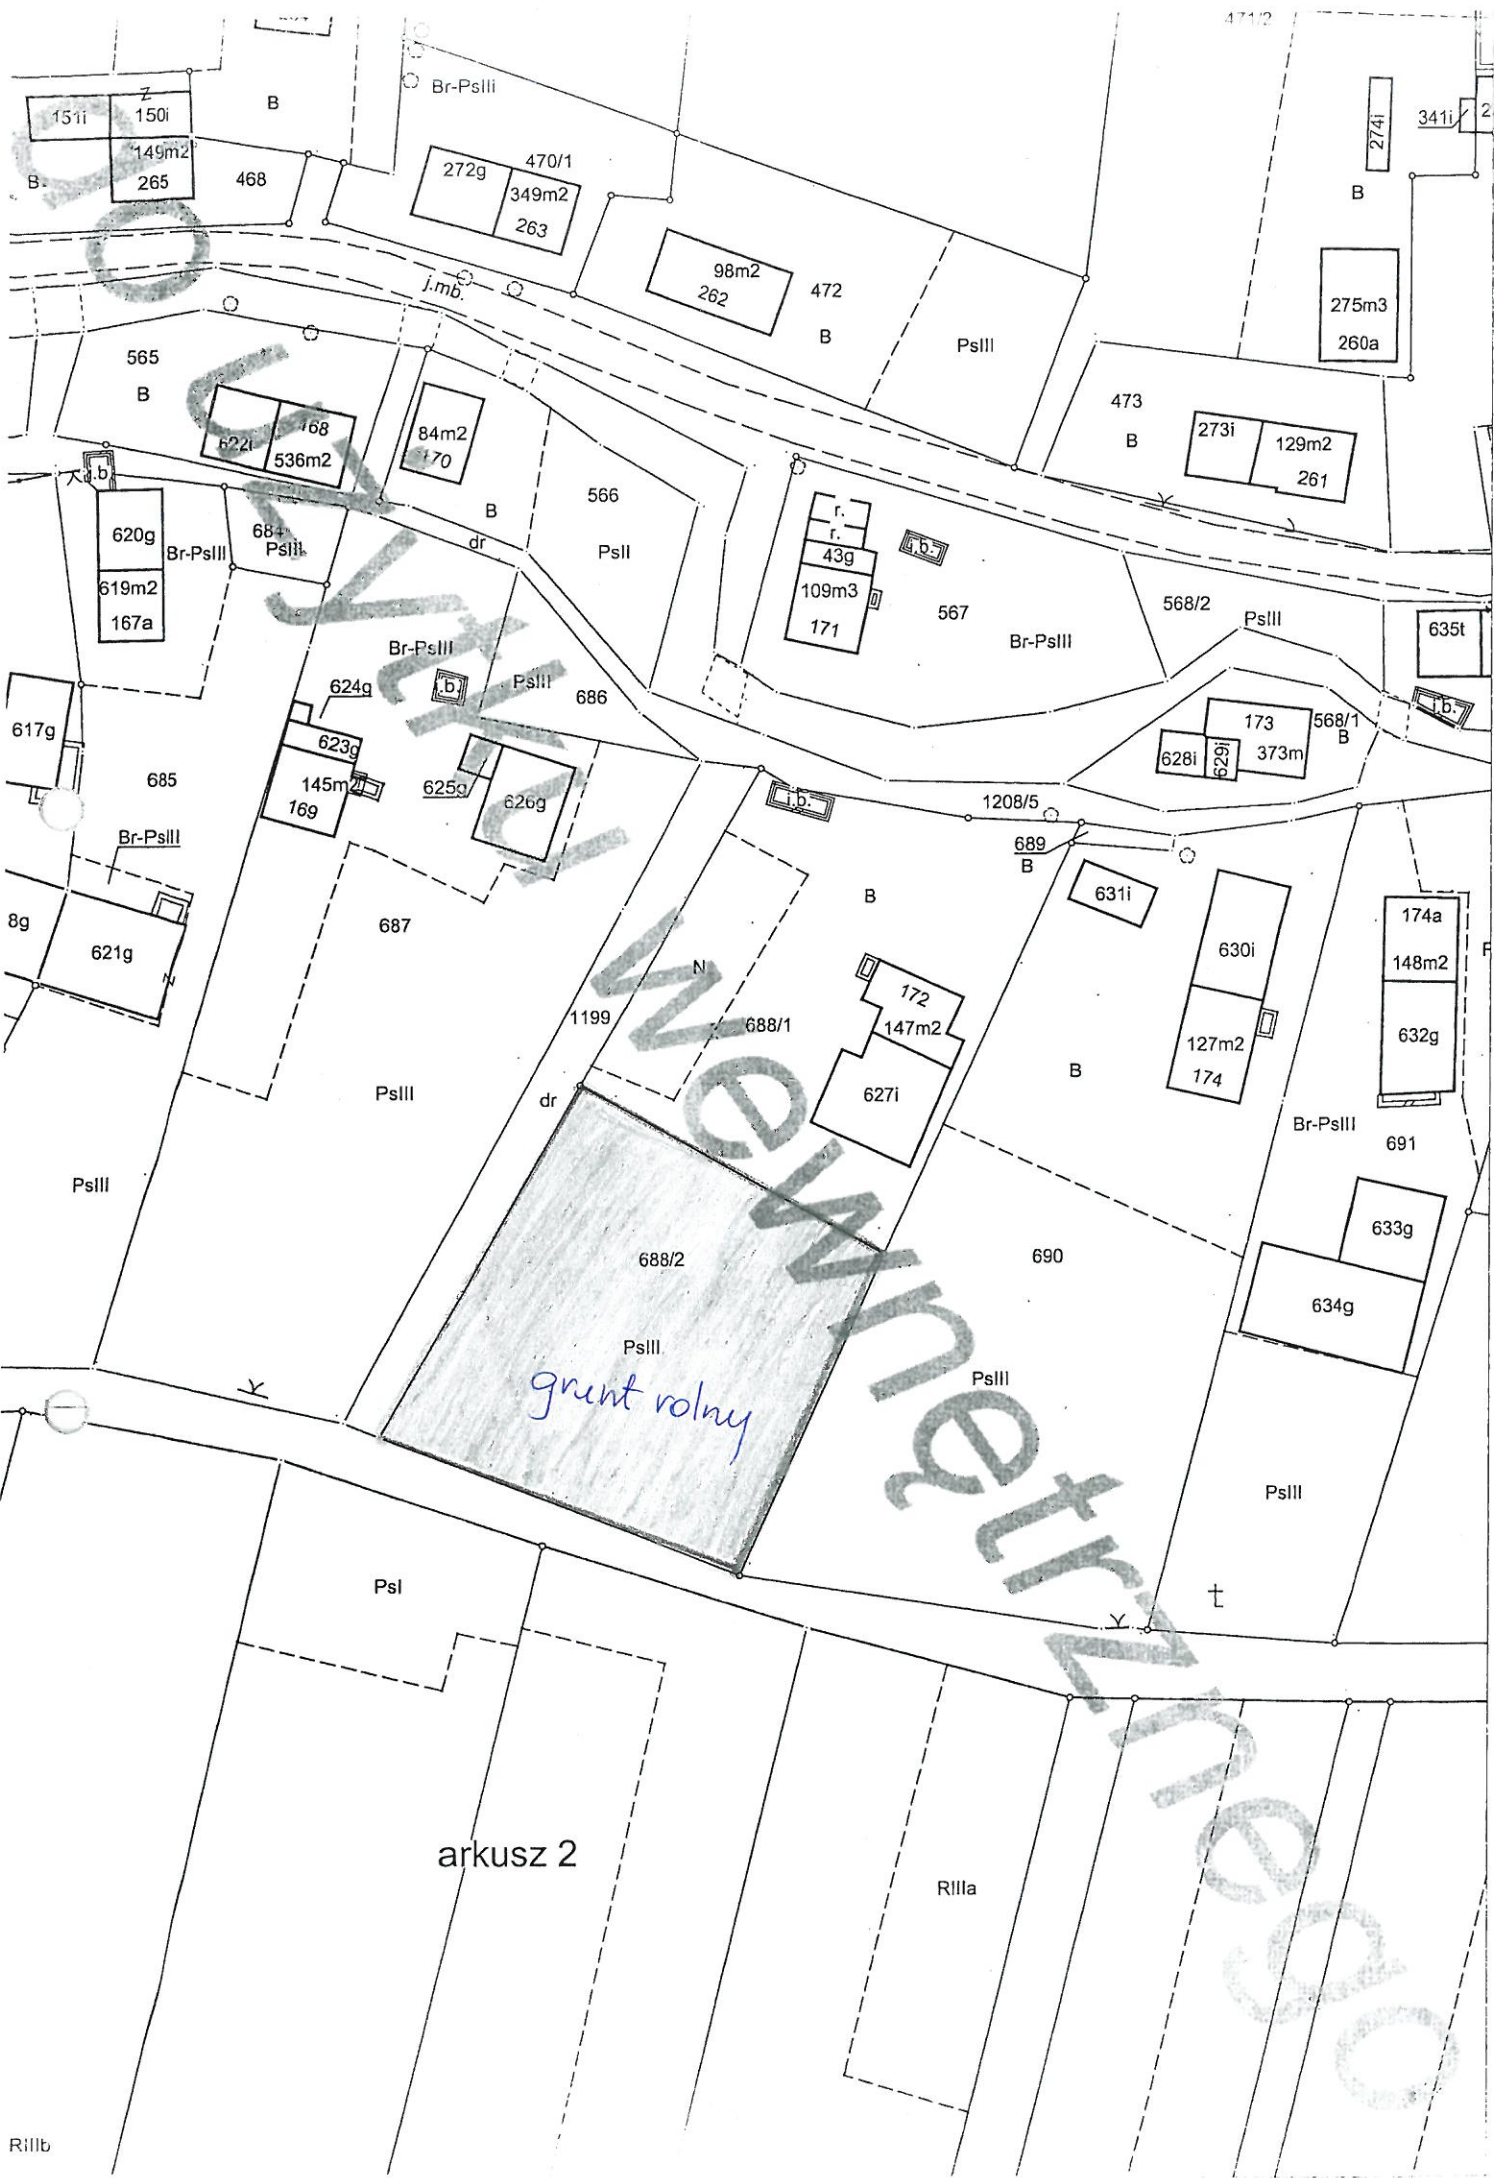 471/2
Br-PsIII
B
151i
150i
149m2
265
B
468
272g
470/1
349m2
263
274i
341i
2
B
98m2
262
472
B
PsIII
275m3
260a
j.mb.
565
B
622i
168
536m2
84m2
170
B
566
PsII
473
B
273i
129m2
261
j.b.
620g
Br-PsIII
619m2
167a
684
PsIII
dr
r.
r.
43g
109m3
171
j.b.
567
Br-PsIII
568/2
PsIII
635t
j.b.
Br-PsIII
j.b.
PsIII
686
624g
623g
145m2
169
625g
626g
617g
685
Br-PsIII
8g
621g
173
373m
568/1
B
628i
629i
j.b.
1208/5
689
B
631i
630i
127m2
174
174a
148m2
632g
687
B
N
172
147m2
688/1
627i
1199
dr
PsIII
PsIII
B
Br-PsIII
691
633g
634g
688/2
PsIII
grunt rolny
690
PsIII
PsIII
t
PsI
arkusz 2
RIIIa
RIIIb
Do użytku wewnętrznego